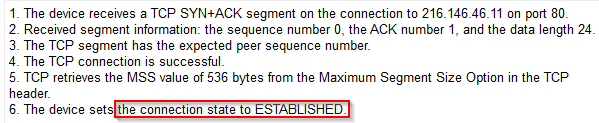 1. The device receives a TCP SYN+ACK segment on the connection to 216.146.46.11 on port 80.
2. Received segment information: the sequence number 0, the ACK number 1, and the data length 24.
3. The TCP segment has the expected peer sequence number.
4. The TCP connection is successful.
5. TCP retrieves the MSS value of 536 bytes from the Maximum Segment Size Option in the TCP
header.
6. The device sets the connection state to ESTABLISHED.